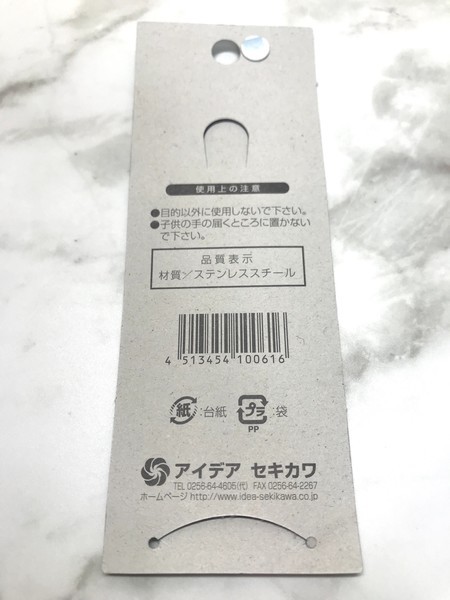 使用上の注意
●目的以外に使用しないで下さい。
●子供の手の届くところに置かない
で下さい。
品質表示
材質／ステンレススチール
4 513454 100616
紙:台紙 プラ:袋
PP
アイデア セキカワ
TEL 0256-64-4606(代) FAX 0256-64-2267
ホームページ http://www.idea-sekikawa.co.jp